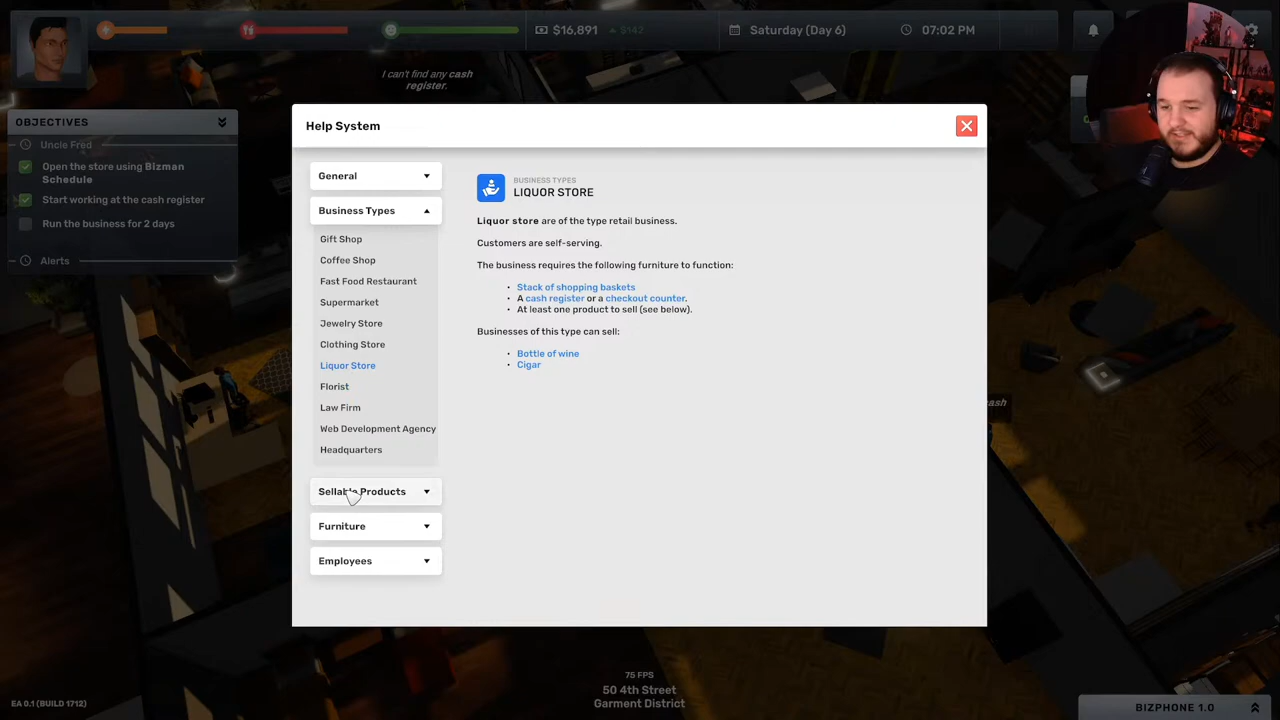 $16,891
$142
Saturday (Day 6)
07:02 PM
I can't find any cash
register.
OBJECTIVES
Uncle Fred
Open the store using Bizman
Schedule
Start working at the cash register
Run the business for 2 days
Alerts
Help System
General
Business Types
Gift Shop
Coffee Shop
Fast Food Restaurant
Supermarket
Jewelry Store
Clothing Store
Liquor Store
Florist
Law Firm
Web Development Agency
Headquarters
Sellable Products
Furniture
Employees
BUSINESS TYPES
LIQUOR STORE
Liquor store are of the type retail business.
Customers are self-serving.
The business requires the following furniture to function:
• Stack of shopping baskets
• A cash register or a checkout counter.
• At least one product to sell (see below).
Businesses of this type can sell:
• Bottle of wine
• Cigar
cash
75 FPS
50 4th Street
Garment District
EA 0.1 (BUILD 1712)
BIZPHONE 1.0